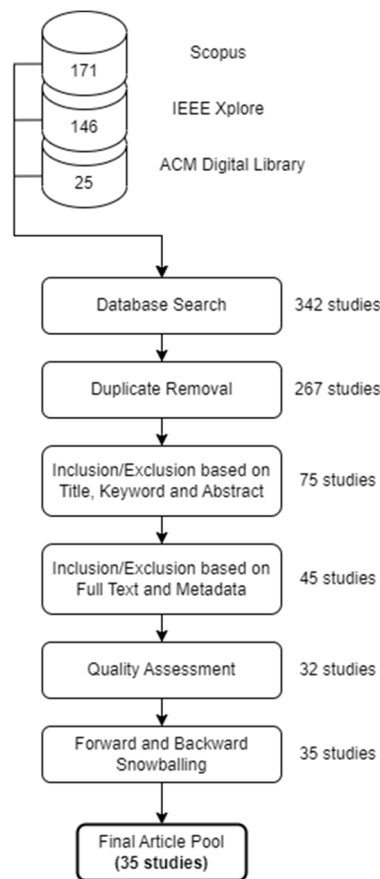 171
Scopus
146
IEEE Xplore
25
ACM Digital Library
Database Search
342 studies
Duplicate Removal
267 studies
Inclusion/Exclusion based on
Title, Keyword and Abstract
75 studies
Inclusion/Exclusion based on
Full Text and Metadata
45 studies
Quality Assessment
32 studies
Forward and Backward
Snowballing
35 studies
Final Article Pool
(35 studies)